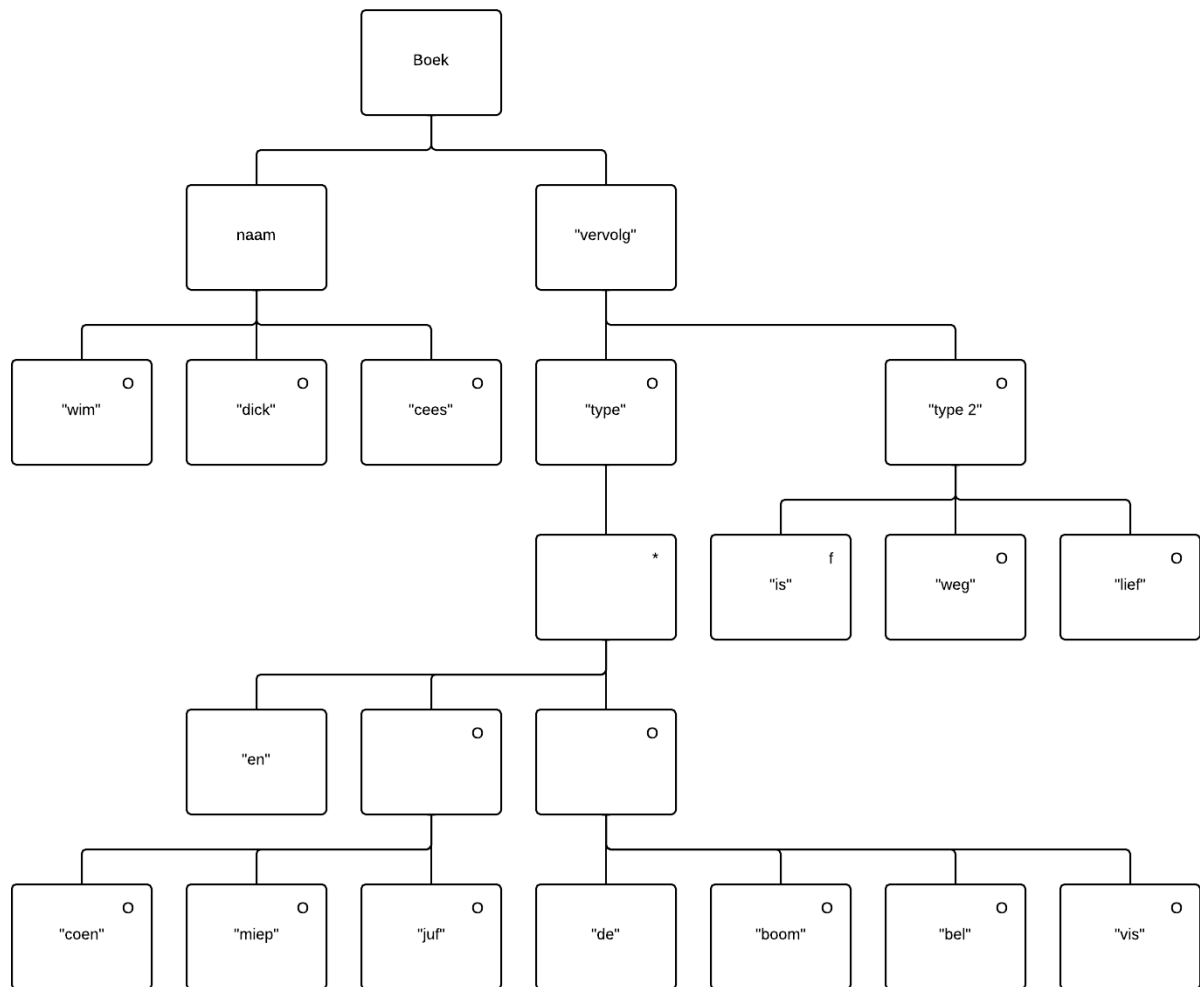 Boek
naam
"vervolg"
O
"wim"
O
"dick"
O
"cees"
O
"type"
O
"type 2"
*
f
"is"
O
"weg"
O
"lief"
"en"
O
O
O
"coen"
O
"miep"
O
"juf"
"de"
O
"boom"
O
"bel"
O
"vis"